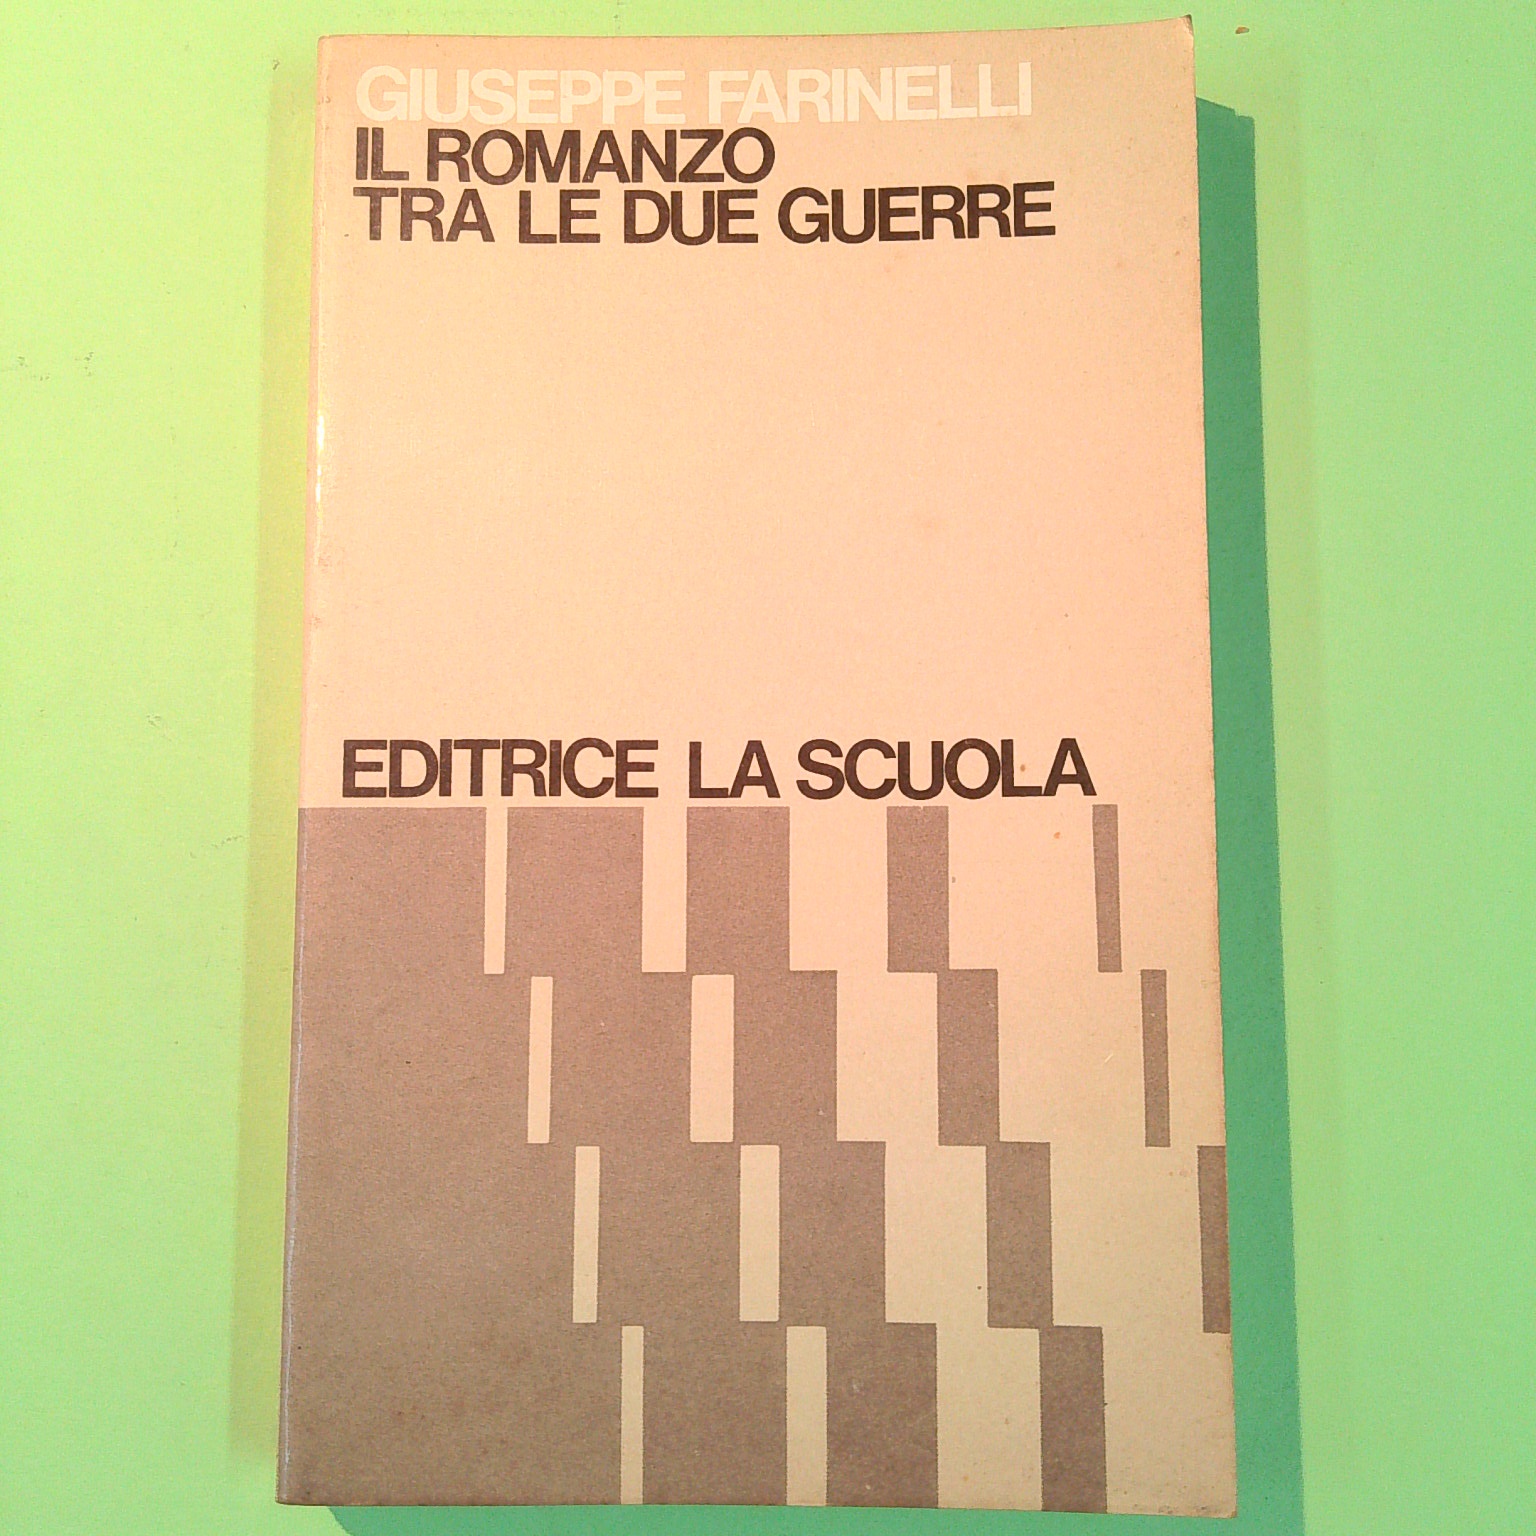 GIUSEPPE FARINELLI
IL ROMANZO
TRA LE DUE GUERRE
EDITRICE LA SCUOLA